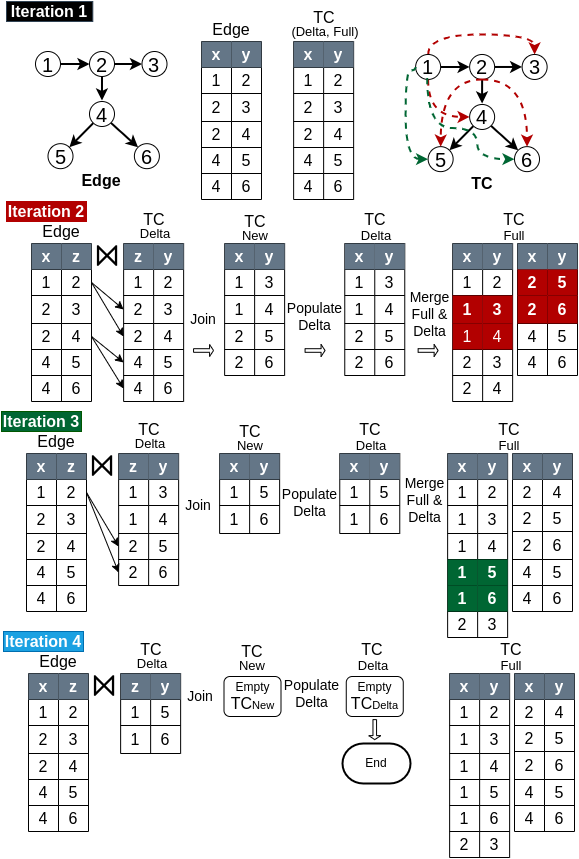 Iteration 1
Edge
TC
(Delta, Full)
x y
x y
1 2 3
4
5 6
Edge
1 2
2 3
2 4
4 5
4 6
1 2
2 3
2 4
4 5
4 6
1 2 3
4
5 6
TC
Iteration 2
Edge
x z
1 2
2 3
2 4
4 5
4 6
TC
Delta
z y
1 2
2 3
2 4
4 5
4 6
Join
TC
New
x y
1 3
1 4
2 5
2 6
Populate
Delta
TC
Delta
x y
1 3
1 4
2 5
2 6
Merge
Full &
Delta
TC
Full
x y
1 2
1 3
1 4
2 3
2 4
x y
2 5
2 6
4 5
4 6
Iteration 3
Edge
x z
1 2
2 3
2 4
4 5
4 6
TC
Delta
z y
1 3
1 4
2 5
2 6
Join
TC
New
x y
1 5
1 6
Populate
Delta
TC
Delta
x y
1 5
1 6
Merge
Full &
Delta
TC
Full
x y
1 2
1 3
1 4
1 5
1 6
2 3
x y
2 4
2 5
2 6
4 5
4 6
Iteration 4
Edge
x z
1 2
2 3
2 4
4 5
4 6
TC
Delta
z y
1 5
1 6
Join
TC
New
Empty
TCNew
Populate
Delta
TC
Delta
Empty
TCDelta
End
TC
Full
x y
1 2
1 3
1 4
1 5
1 6
2 3
x y
2 4
2 5
2 6
4 5
4 6